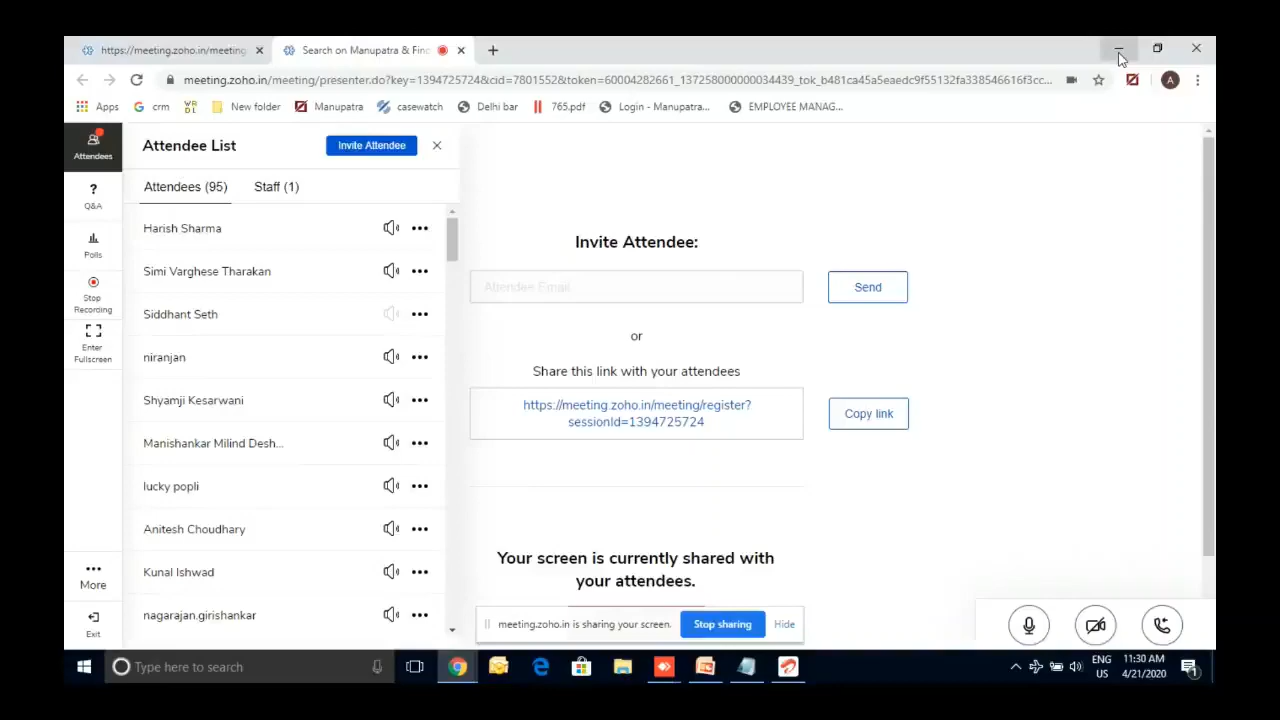 https://meeting.zoho.in/meeting
Search on Manupatra & Fin
meeting.zoho.in/meeting/presenter.do?key=1394725724&cid=7801552&token=60004282661_137258000000034439_tok_b481ca45a5eaedc9f55132fa338546616f3cc...
Apps
crm
New folder
Manupatra
casewatch
Delhi bar
765.pdf
Login - Manupatra...
EMPLOYEE MANAG...
Attendees
Q&A
Polls
Stop
Recording
Enter
Fullscreen
More
Exit
Attendee List
Invite Attendee
Attendees (95)
Staff (1)
Harish Sharma
Simi Varghese Tharakan
Siddhant Seth
niranjan
Shyamji Kesarwani
Manishankar Milind Desh...
lucky popli
Anitesh Choudhary
Kunal Ishwad
nagarajan.girishankar
Invite Attendee:
Attendee Email
Send
or
Share this link with your attendees
https://meeting.zoho.in/meeting/register?
sessionId=1394725724
Copy link
Your screen is currently shared with
your attendees.
meeting.zoho.in is sharing your screen.
Stop sharing
Hide
Type here to search
ENG
US
11:30 AM
4/21/2020
1
A